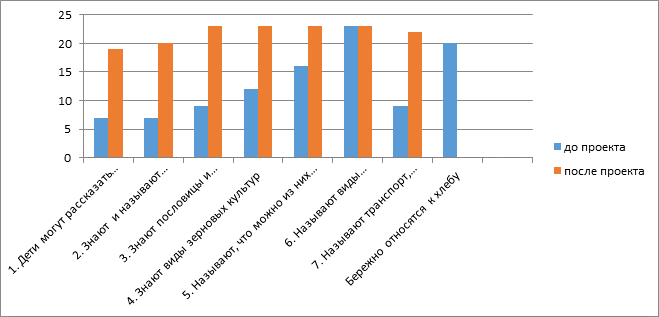 25
20
15
10
5
0
1. Дети могут рассказать...
2. Знают и называют...
3. Знают пословицы и...
4. Знают виды зерновых культур
5. Называют, что можно из них...
6. Называют виды...
7. Называют транспорт,...
Бережно относятся к хлебу
до проекта
после проекта